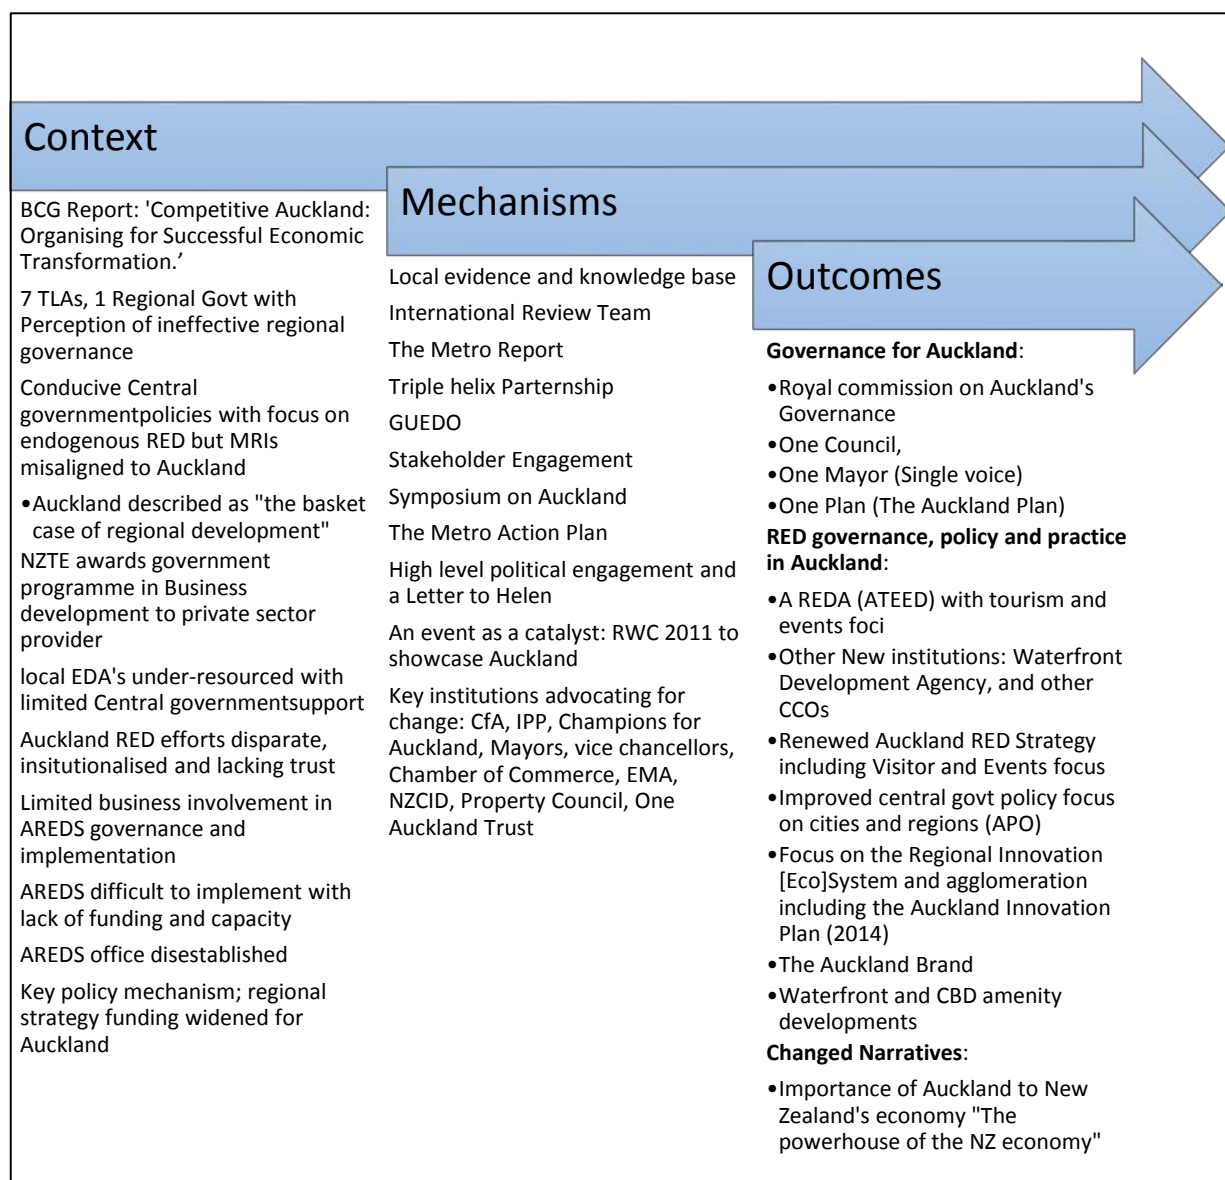 Context
BCG Report: 'Competitive Auckland:
Organising for Successful Economic
Transformation.’
7 TLAs, 1 Regional Govt with
Perception of ineffective regional
governance
Conducive Central
governmentpolicies with focus on
endogenous RED but MRIs
misaligned to Auckland
•Auckland described as "the basket
case of regional development"
NZTE awards government
programme in Business
development to private sector
provider
local EDA's under-resourced with
limited Central governmentsupport
Auckland RED efforts disparate,
insitutionalised and lacking trust
Limited business involvement in
AREDS governance and
implementation
AREDS difficult to implement with
lack of funding and capacity
AREDS office disestablished
Key policy mechanism; regional
strategy funding widened for
Auckland
Mechanisms
Local evidence and knowledge base
International Review Team
The Metro Report
Triple helix Parternship
GUEDO
Stakeholder Engagement
Symposium on Auckland
The Metro Action Plan
High level political engagement and
a Letter to Helen
An event as a catalyst: RWC 2011 to
showcase Auckland
Key institutions advocating for
change: CfA, IPP, Champions for
Auckland, Mayors, vice chancellors,
Chamber of Commerce, EMA,
NZCID, Property Council, One
Auckland Trust
Outcomes
Governance for Auckland:
•Royal commission on Auckland's
Governance
•One Council,
•One Mayor (Single voice)
•One Plan (The Auckland Plan)
RED governance, policy and practice
in Auckland:
•A REDA (ATEED) with tourism and
events foci
•Other New institutions: Waterfront
Development Agency, and other
CCOs
•Renewed Auckland RED Strategy
including Visitor and Events focus
•Improved central govt policy focus
on cities and regions (APO)
•Focus on the Regional Innovation
[Eco]System and agglomeration
including the Auckland Innovation
Plan (2014)
•The Auckland Brand
•Waterfront and CBD amenity
developments
Changed Narratives:
•Importance of Auckland to New
Zealand's economy "The
powerhouse of the NZ economy"